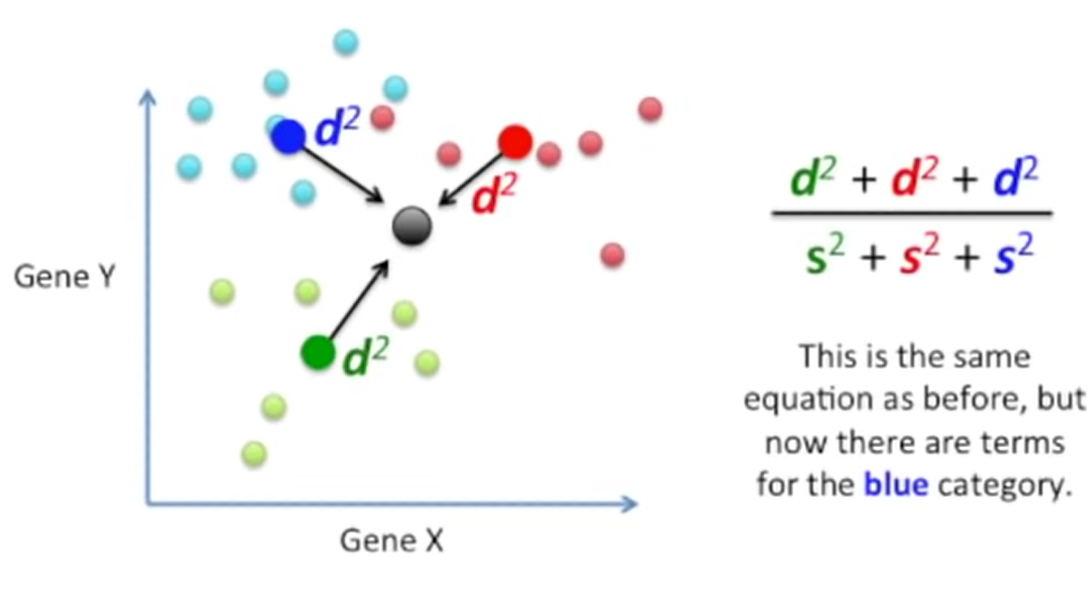 d²
d²
Gene Y
d²
Gene X
d² + d² + d²
s² + s² + s²
This is the same
equation as before, but
now there are terms
for the blue category.